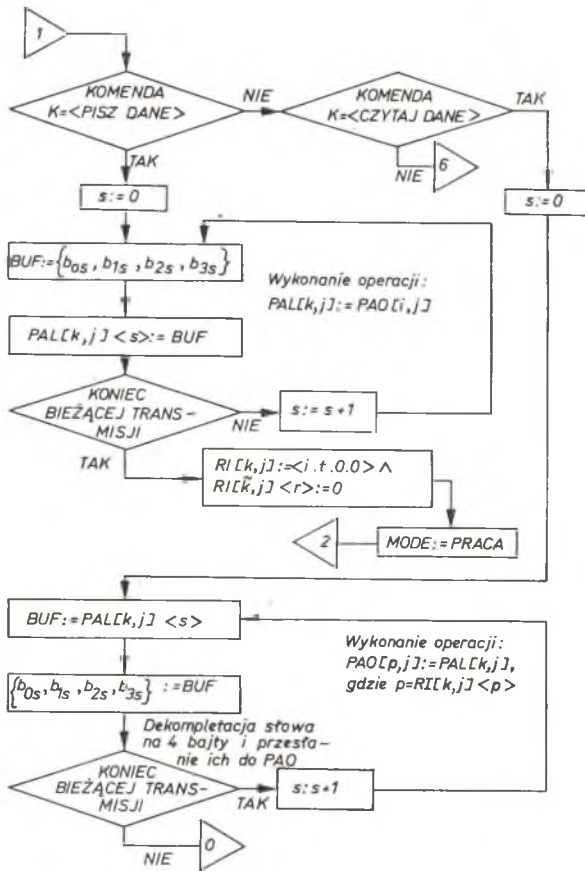 1
KOMENDA
K=<PISZ DANE>
NIE
KOMENDA
K=<CZYTAJ DANE>
TAK
TAK
NIE
6
s:=0
s:=0
BUF:={b0s, b1s, b2s, b3s}
Wykonanie operacji:
PAL[k,j]:=PAO[i,j]
PAL[k,j]<s>:=BUF
KONIEC
BIEŻĄCEJ TRANS-
MISJI
NIE
s:=s+1
TAK
RI[k,j]:=<i.t.0.0> ∧
RI[k̃,j]<r>:=0
2
MODE:=PRACA
BUF:=PAL[k,j]<s>
Wykonanie operacji:
PAO[p,j]:=PAL[k,j],
gdzie p=RI[k,j]<p>
{b0s, b1s, b2s, b3s} :=BUF
Dekompletacja słowa
na 4 bajty i przesła-
nie ich do PAO
KONIEC
BIEŻĄCEJ TRANS-
MISJI
TAK
s:s+1
NIE
0